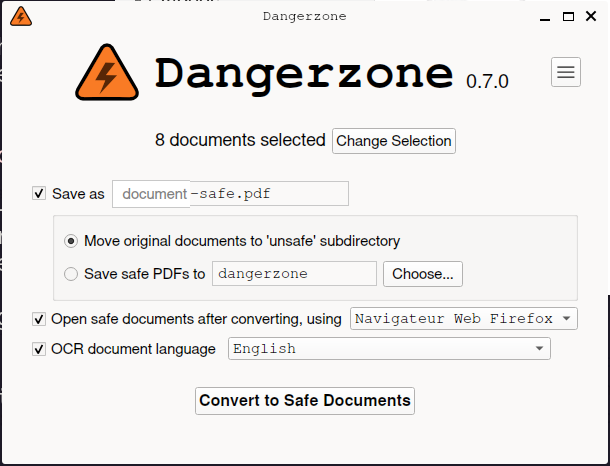 Dangerzone
Dangerzone 0.7.0
8 documents selected Change Selection
Save as document -safe.pdf
Move original documents to 'unsafe' subdirectory
Save safe PDFs to dangerzone Choose...
Open safe documents after converting, using Navigateur Web Firefox
OCR document language English
Convert to Safe Documents